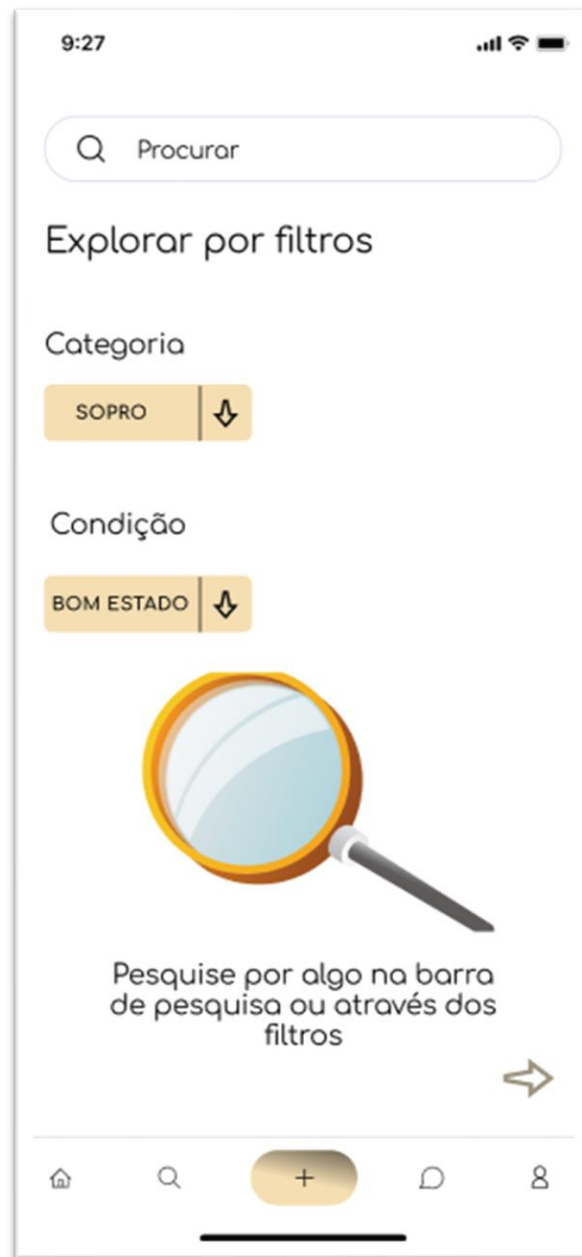 9:27
Procurar
Explorar por filtros
Categoria
SOPRO
Condição
BOM ESTADO
Pesquise por algo na barra
de pesquisa ou através dos
filtros